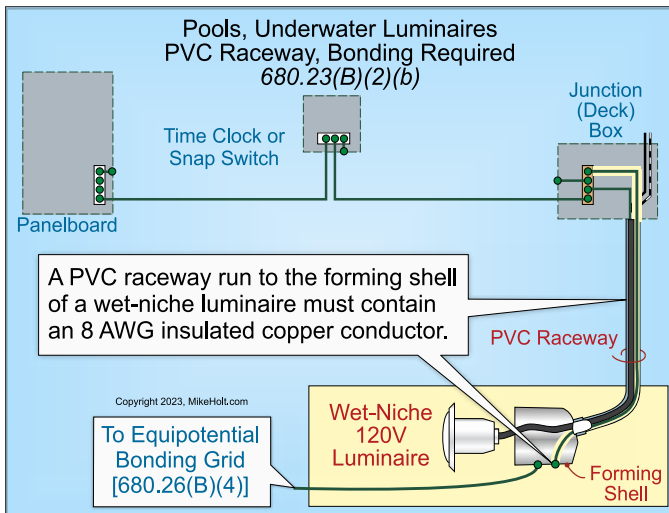 Pools, Underwater Luminaires
PVC Raceway, Bonding Required
680.23(B)(2)(b)
Junction
(Deck)
Box
Time Clock or
Snap Switch
Panelboard
A PVC raceway run to the forming shell
of a wet-niche luminaire must contain
an 8 AWG insulated copper conductor.
PVC Raceway
Copyright 2023, MikeHolt.com
Wet-Niche
120V
Luminaire
To Equipotential
Bonding Grid
[680.26(B)(4)]
Forming
Shell